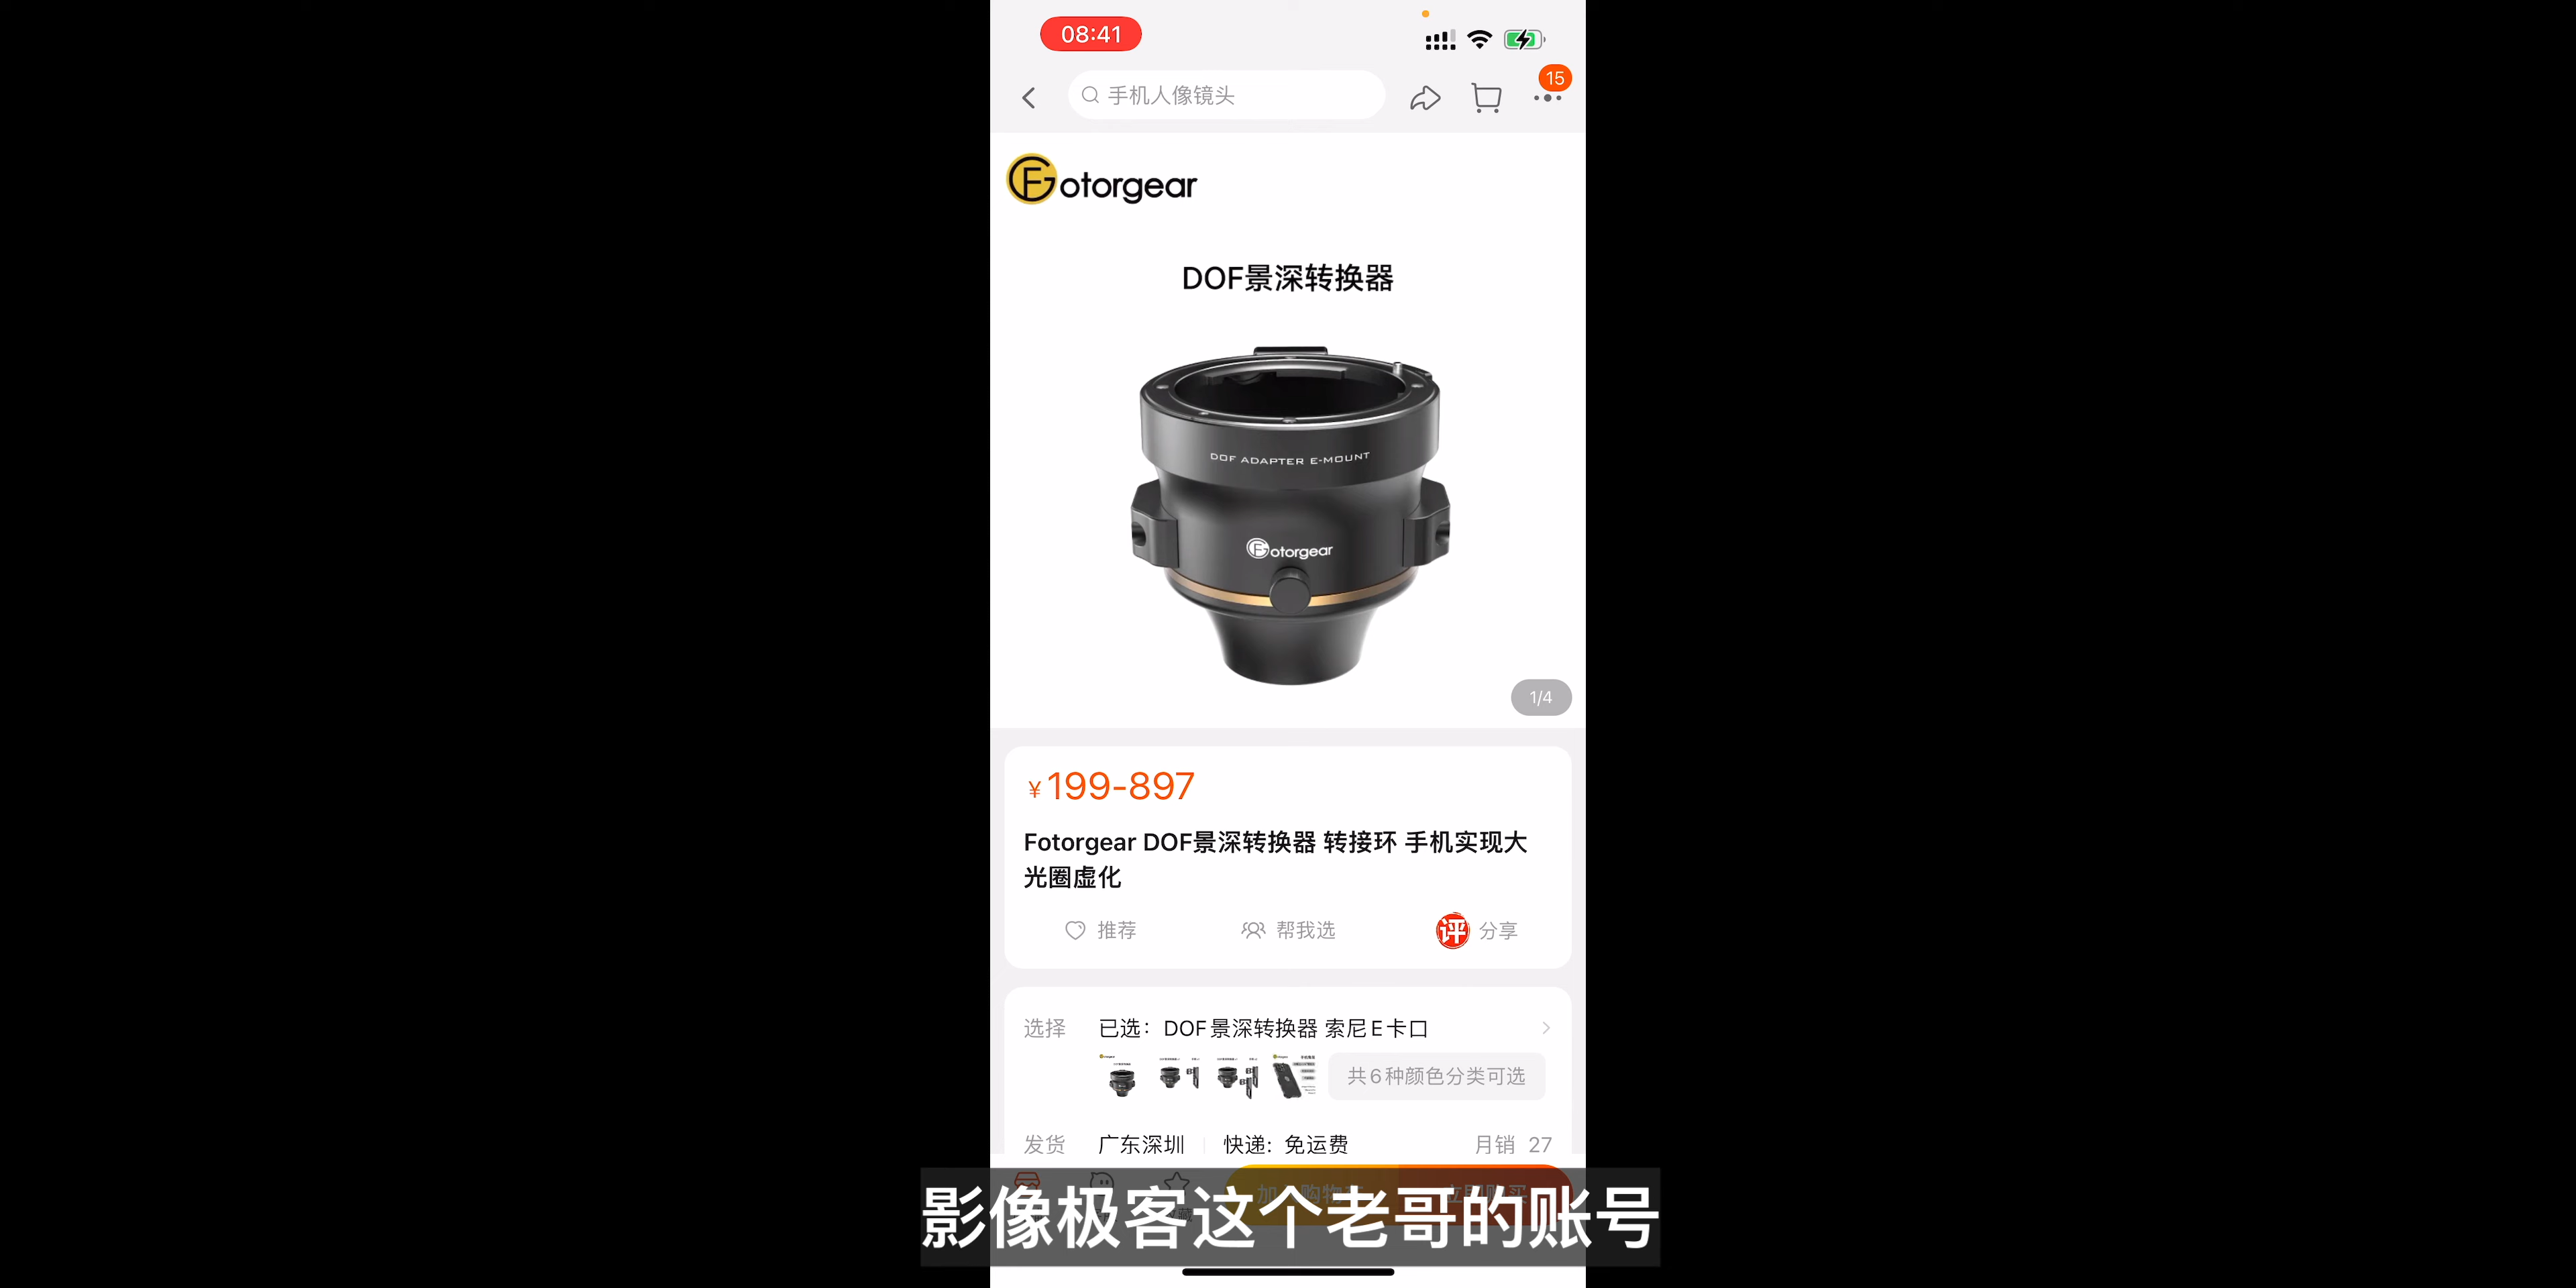 08:41
15
手机人像镜头
Fotorgear
DOF景深转换器
DOF ADAPTER E-MOUNT
Fotorgear
1/4
¥199-897
Fotorgear DOF景深转换器 转接环 手机实现大
光圈虚化
推荐 帮我选 评 分享
选择 已选：DOF景深转换器 索尼E卡口
共6种颜色分类可选
发货 广东深圳 快递: 免运费 月销 27
影像极客这个老哥的账号